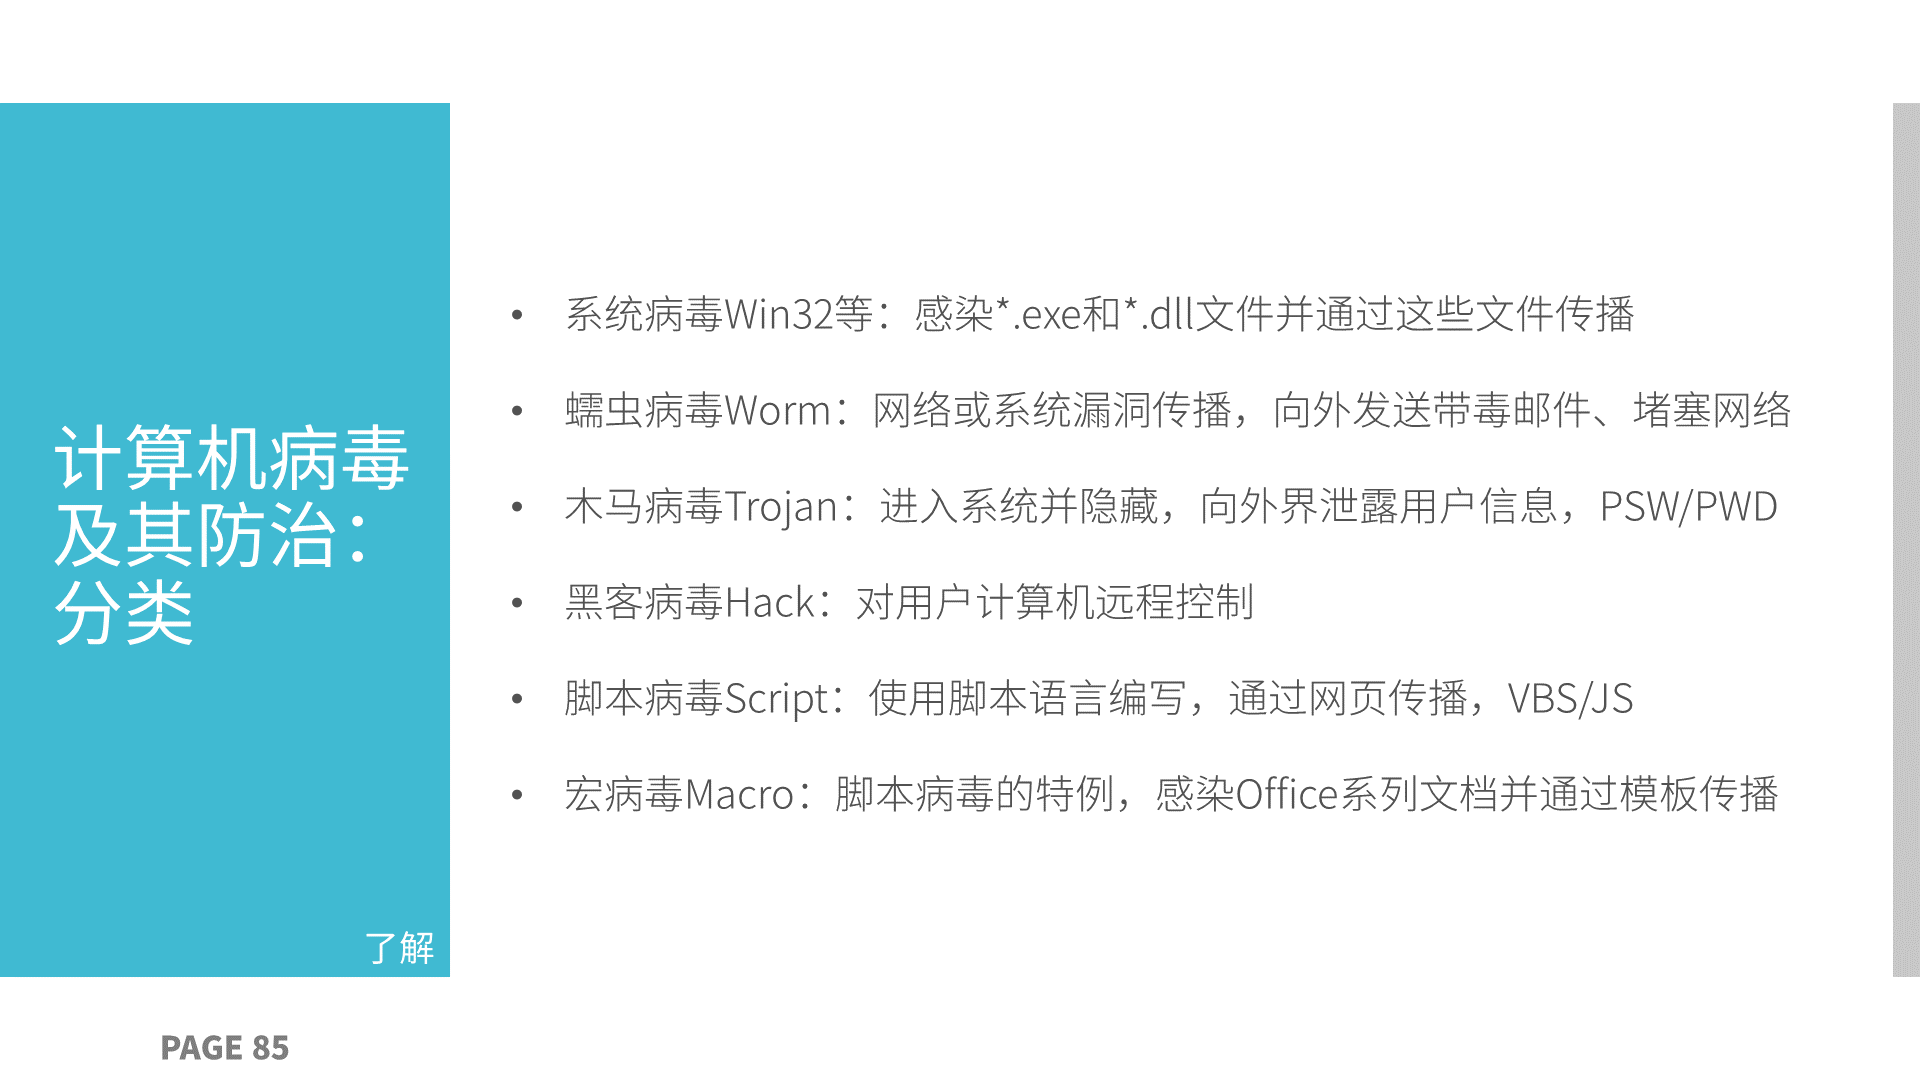 计算机病毒
及其防治：
分类
了解
• 系统病毒Win32等：感染*.exe和*.dll文件并通过这些文件传播
• 蠕虫病毒Worm：网络或系统漏洞传播，向外发送带毒邮件、堵塞网络
• 木马病毒Trojan：进入系统并隐藏，向外界泄露用户信息，PSW/PWD
• 黑客病毒Hack：对用户计算机远程控制
• 脚本病毒Script：使用脚本语言编写，通过网页传播，VBS/JS
• 宏病毒Macro：脚本病毒的特例，感染Office系列文档并通过模板传播
PAGE 85